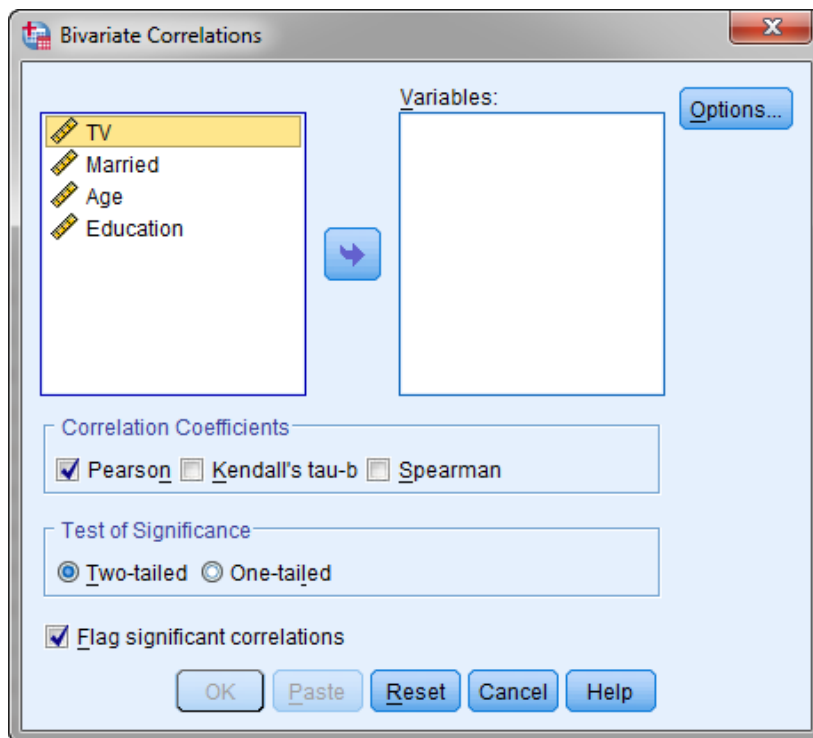 Bivariate Correlations
Variables:
Options...
TV
Married
Age
Education
Correlation Coefficients
Pearson Kendall's tau-b Spearman
Test of Significance
Two-tailed One-tailed
Flag significant correlations
OK Paste Reset Cancel Help